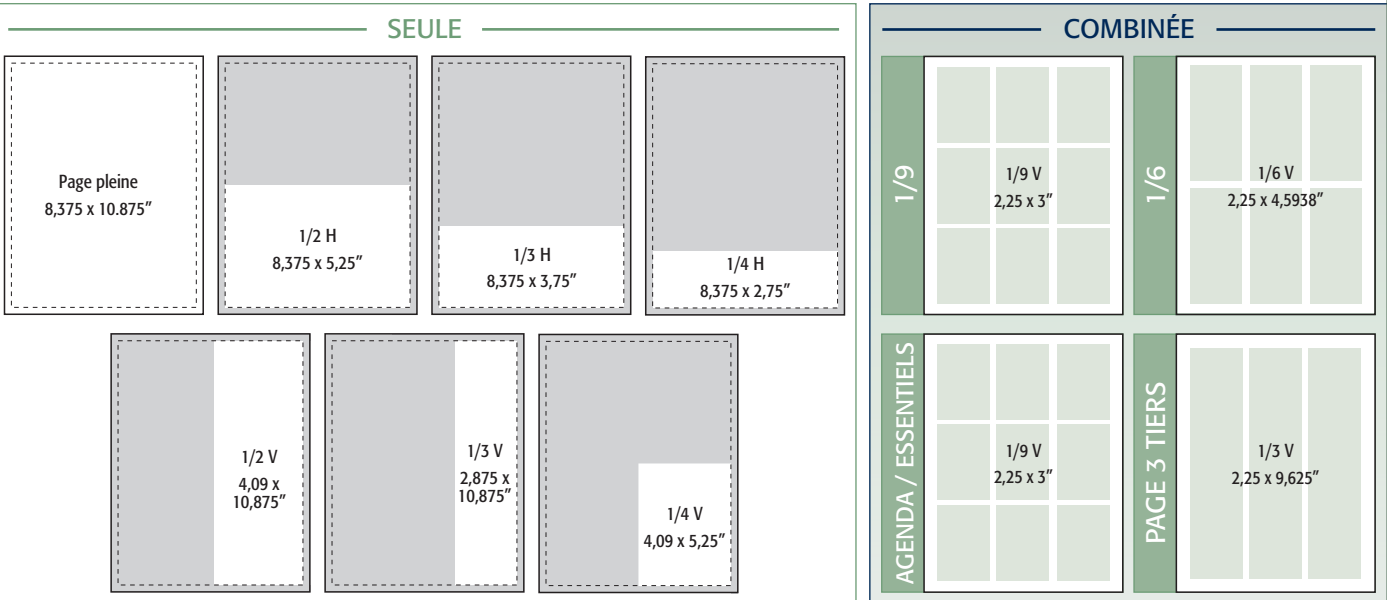 SEULE
Page pleine
8,375 x 10.875”
1/2 H
8,375 x 5,25”
1/3 H
8,375 x 3,75”
1/4 H
8,375 x 2,75”
1/2 V
4,09 x
10,875”
1/3 V
2,875 x
10,875”
1/4 V
4,09 x 5,25”
COMBINÉE
1/9
1/9 V
2,25 x 3”
1/6
1/6 V
2,25 x 4,5938”
AGENDA / ESSENTIELS
1/9 V
2,25 x 3”
PAGE 3 TIERS
1/3 V
2,25 x 9,625”